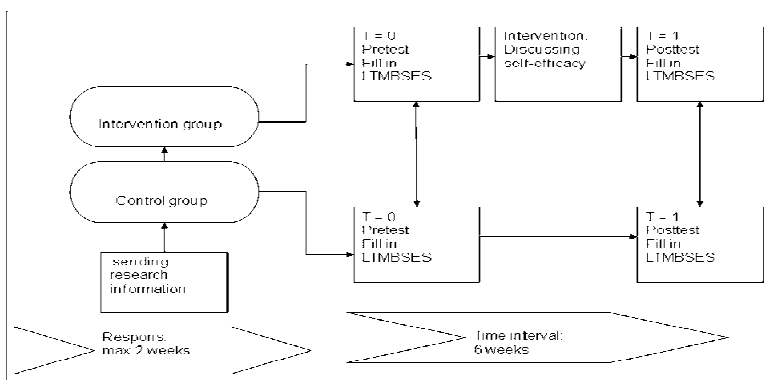 T = 0
Pretest
Fill in
LTMBSES
Intervention:
Discussing
self-efficacy
T = 1
Posttest
Fill in
LTMBSES
Intervention group
Control group
T = 0
Pretest
Fill in
LTMBSES
T = 1
Posttest
Fill in
LTMBSES
sending
research
information
Respons:
max 2 weeks
Time interval:
6 weeks